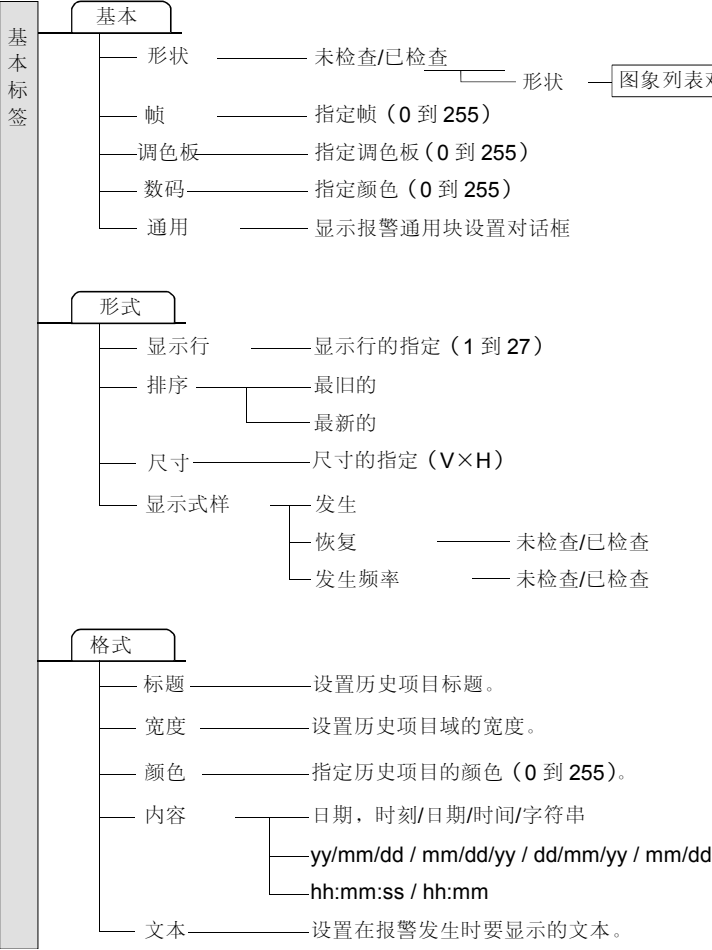 基本标签
基本
形状 未检查/已检查
形状 图象列表
帧 指定帧（0 到 255）
调色板 指定调色板（0 到 255）
数码 指定颜色（0 到 255）
通用 显示报警通用块设置对话框
形式
显示行 显示行的指定（1 到 27）
排序 最旧的
最新的
尺寸 尺寸的指定（V×H）
显示式样 发生
恢复 未检查/已检查
发生频率 未检查/已检查
格式
标题 设置历史项目标题。
宽度 设置历史项目域的宽度。
颜色 指定历史项目的颜色（0 到 255）。
内容 日期，时刻/日期/时间/字符串
yy/mm/dd / mm/dd/yy / dd/mm/yy / mm/dd
hh:mm:ss / hh:mm
文本 设置在报警发生时要显示的文本。